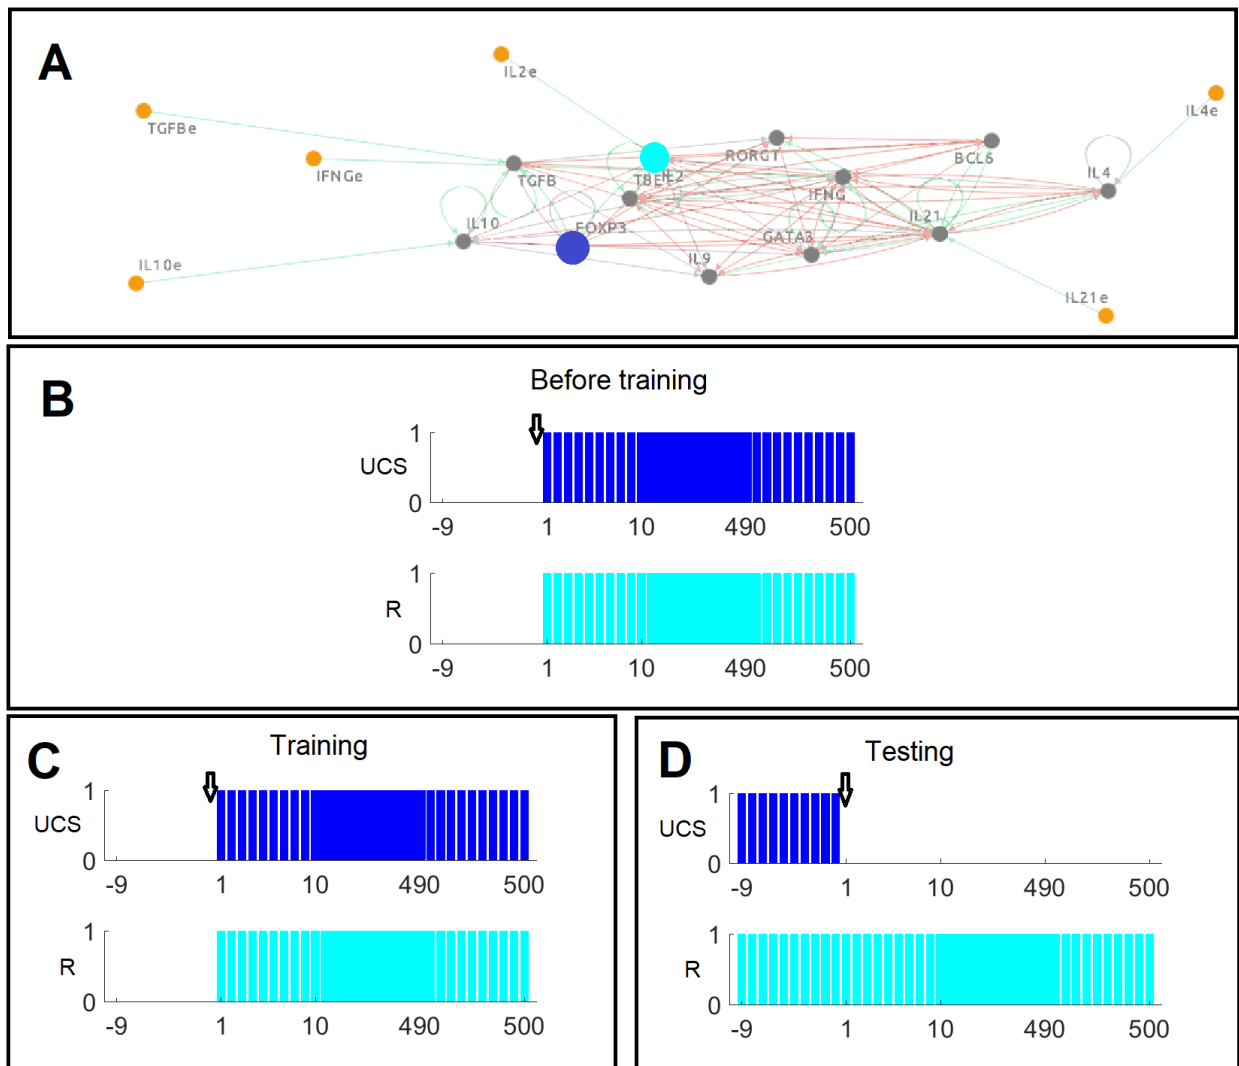 A
IL2e
TGFBe
IFNGe
IL4e
TGFB
RORGT
BCL6
IL4
IL2
IFNG
IL10
FOXP3
IL21
GATA3
IL9
IL10e
IL21e
B
Before training
1
UCS
0
-9 1 10 490 500
1
R
0
-9 1 10 490 500
C
Training
1
UCS
0
-9 1 10 490 500
1
R
0
-9 1 10 490 500
D
Testing
1
UCS
0
-9 1 10 490 500
1
R
0
-9 1 10 490 500